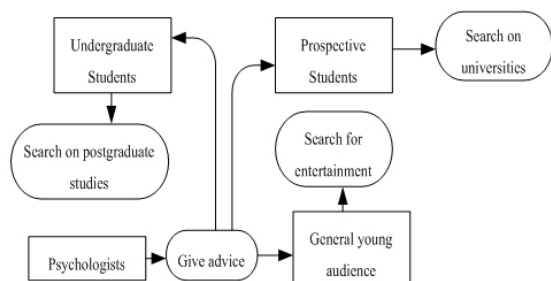 Undergraduate
Students
Prospective
Students
Search on
universities
Search on postgraduate
studies
Search for
entertainment
Psychologists
Give advice
General young
audience